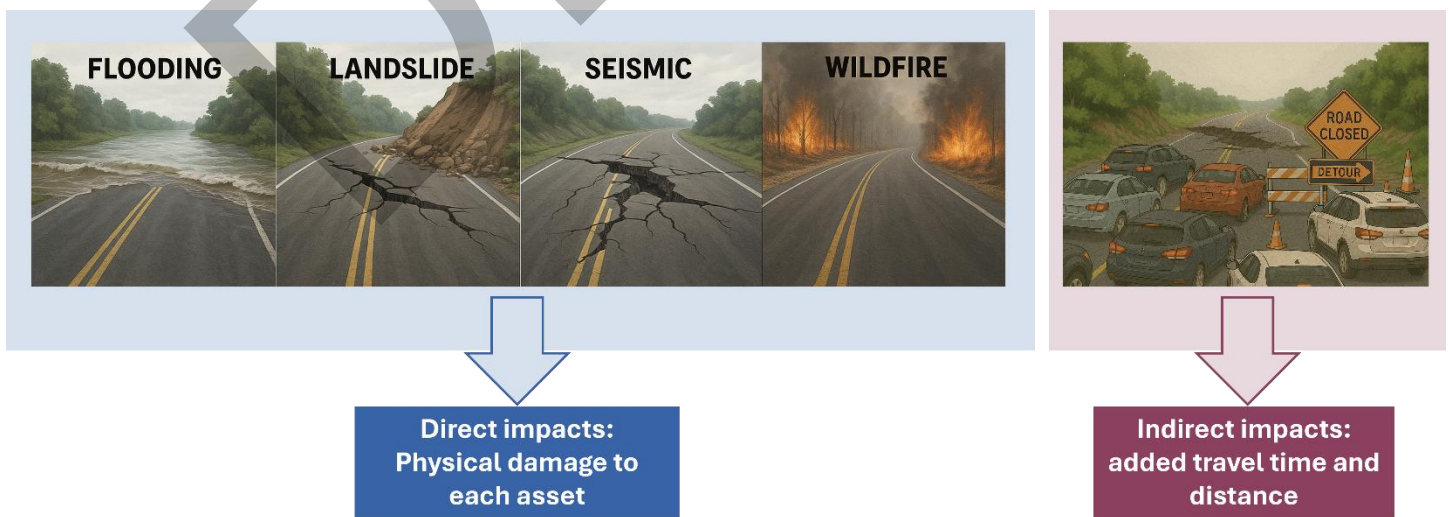 FLOODING
LANDSLIDE
SEISMIC
WILDFIRE
ROAD
CLOSED
DETOUR
Direct impacts:
Physical damage to
each asset
Indirect impacts:
added travel time and
distance